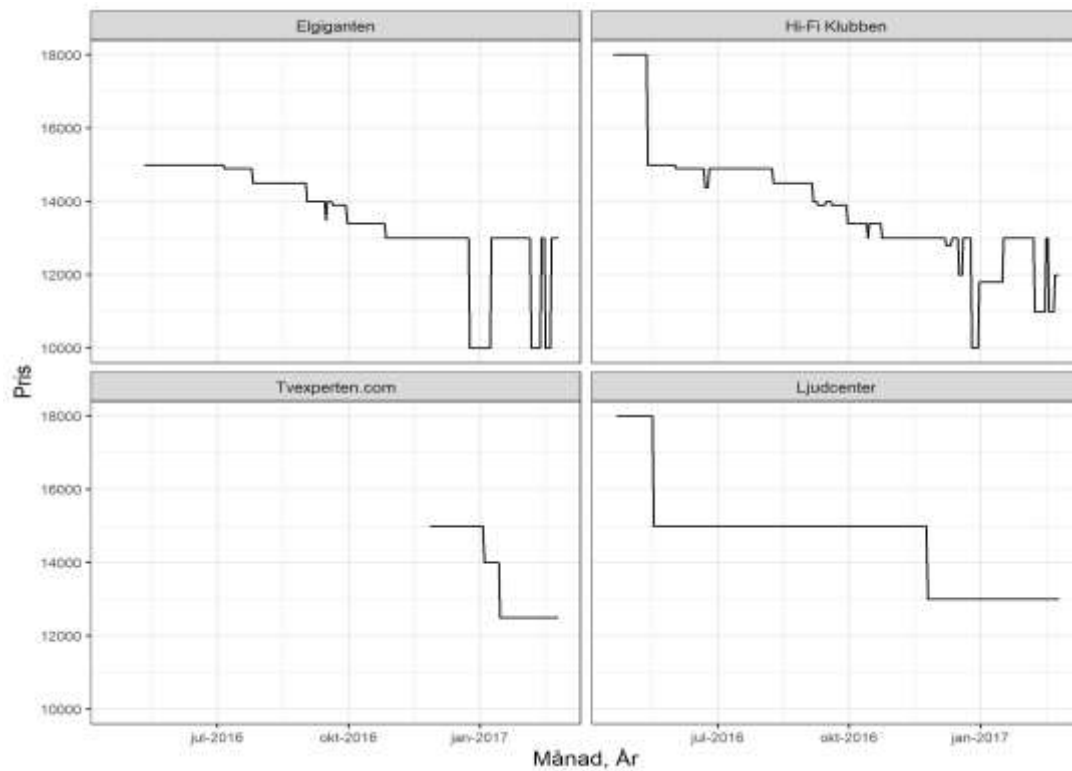 Elgiganten
Hi-Fi Klubben
18000
16000
14000
12000
10000
Pris
Tvexperten.com
Ljudcenter
18000
16000
14000
12000
10000
jul-2016
okt-2016
jan-2017
jul-2016
okt-2016
jan-2017
Månad, År